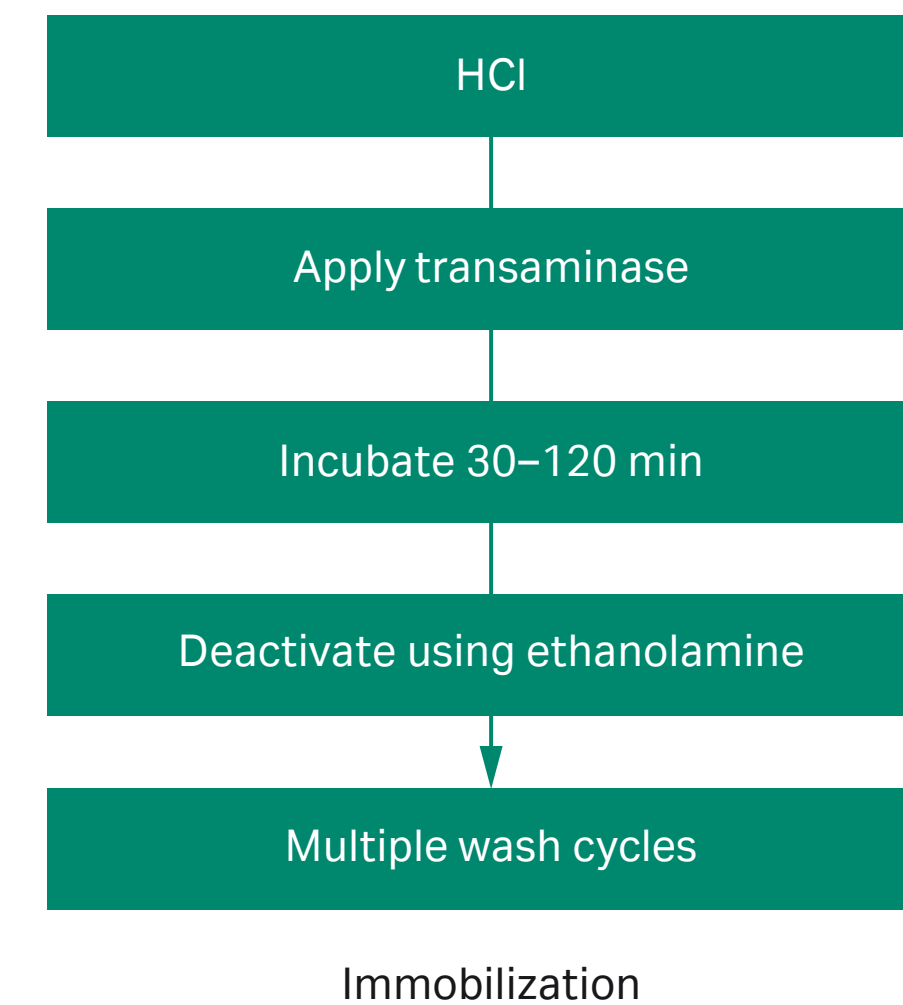 HCl
Apply transaminase
Incubate 30–120 min
Deactivate using ethanolamine
Multiple wash cycles
Immobilization